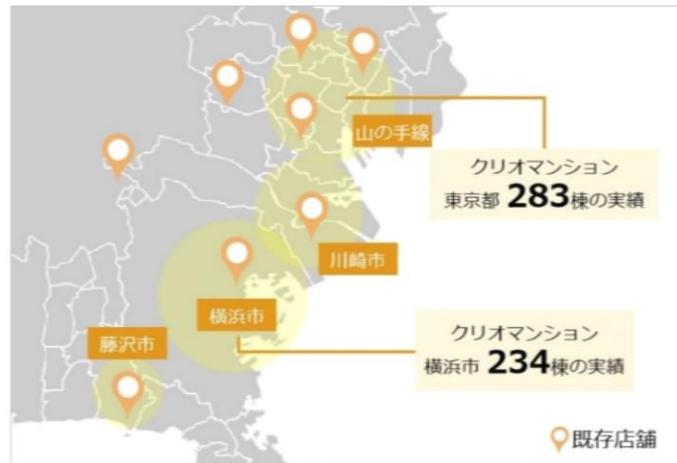 山の手線
クリオマンション
東京都 283棟の実績
川崎市
横浜市
クリオマンション
横浜市 234棟の実績
藤沢市
既存店舗